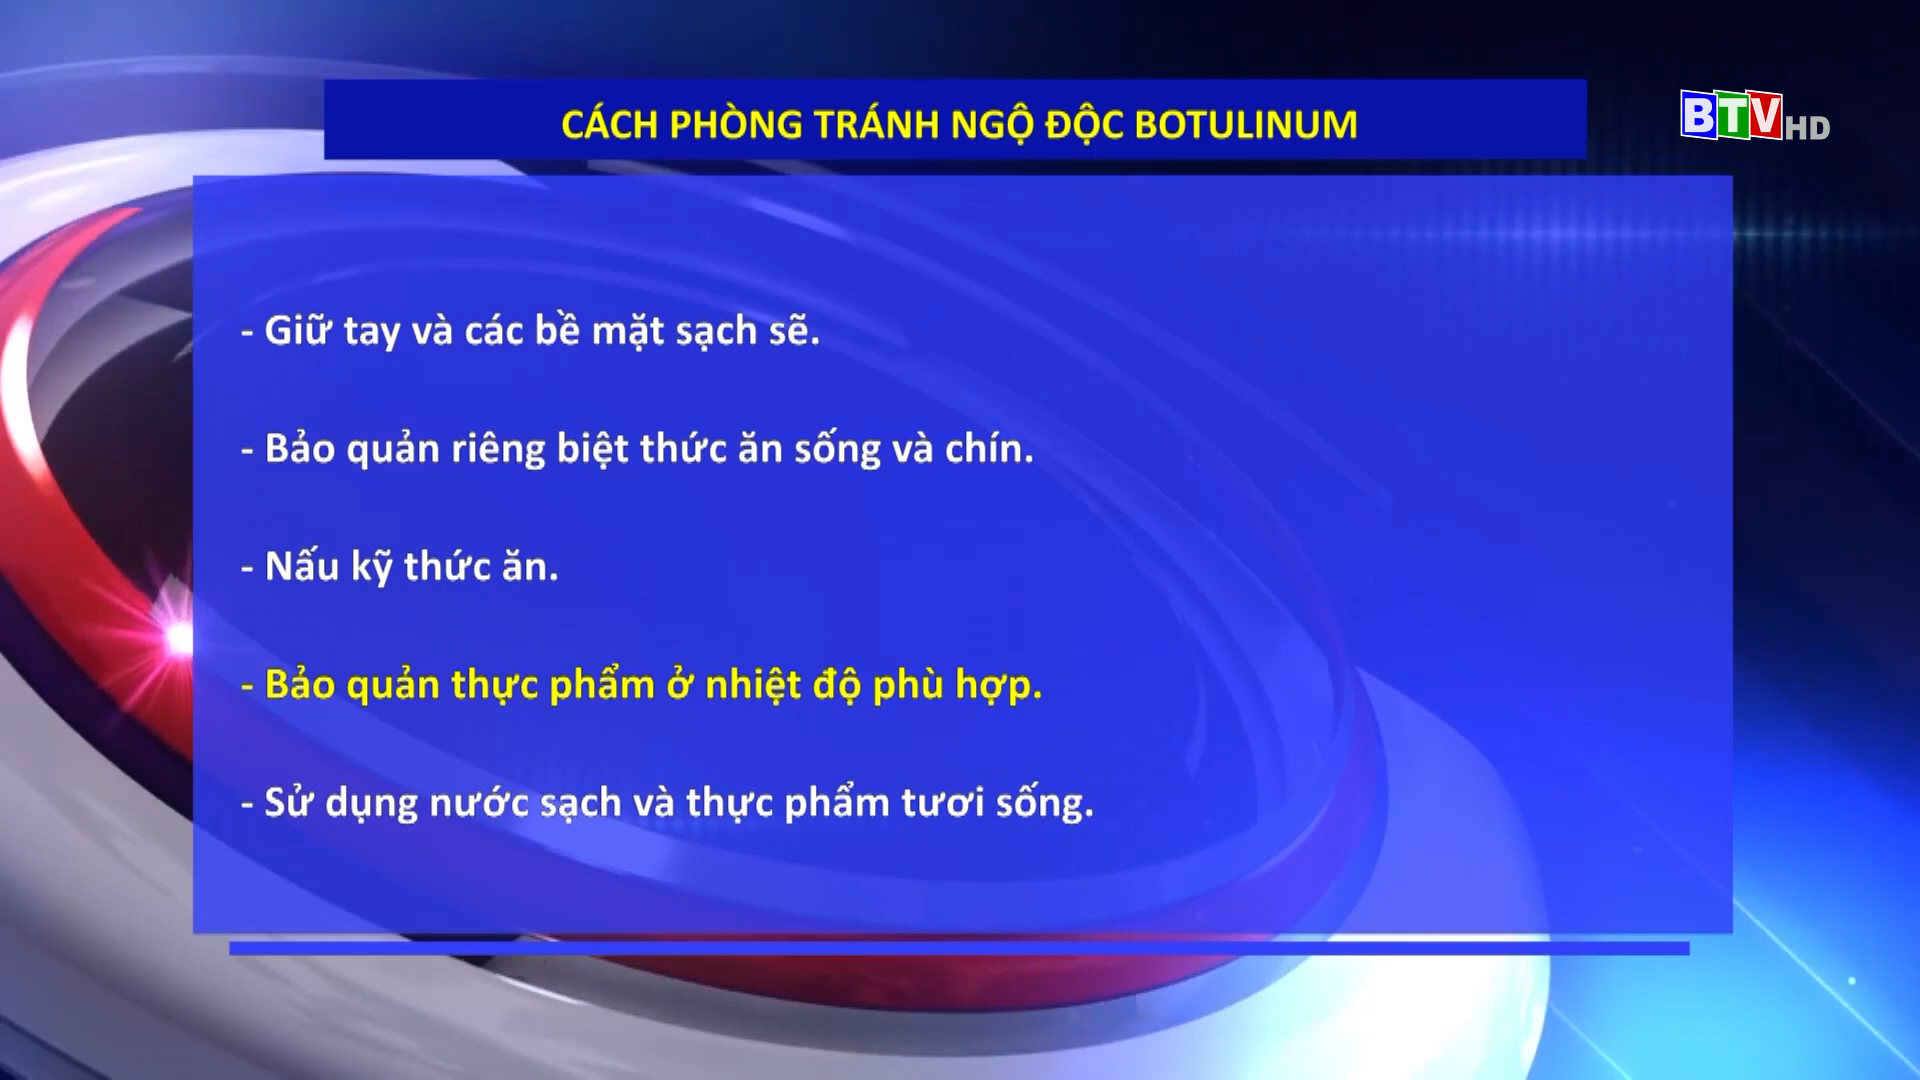 CÁCH PHÒNG TRÁNH NGỘ ĐỘC BOTULINUM
BTV HD
- Giữ tay và các bề mặt sạch sẽ.
- Bảo quản riêng biệt thức ăn sống và chín.
- Nấu kỹ thức ăn.
- Bảo quản thực phẩm ở nhiệt độ phù hợp.
- Sử dụng nước sạch và thực phẩm tươi sống.